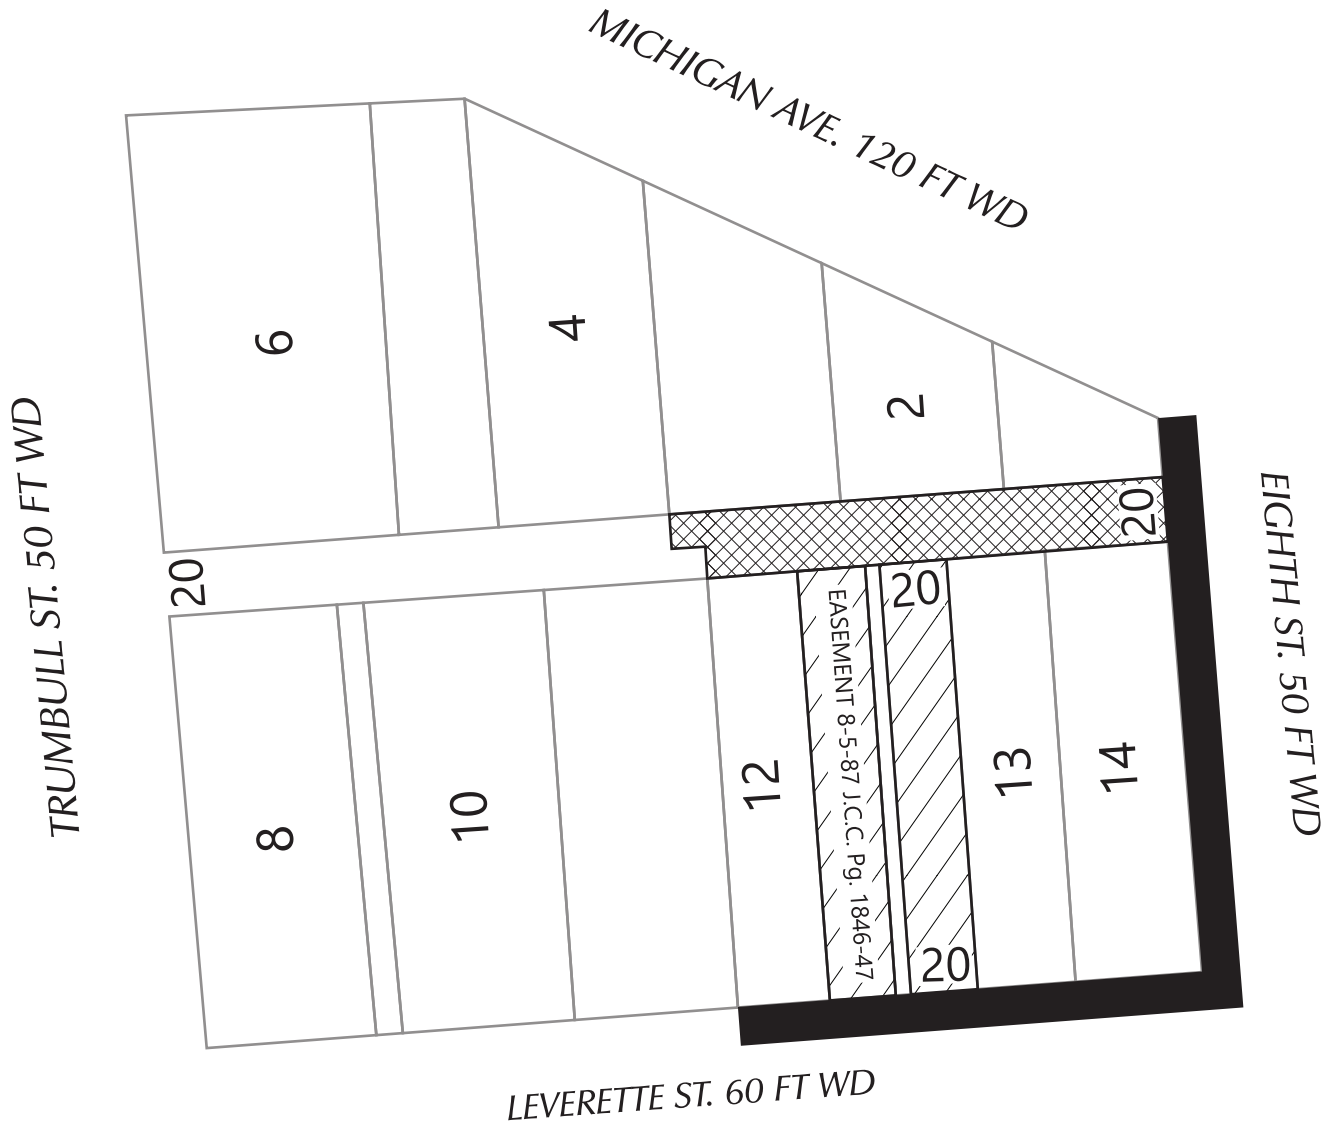 MICHIGAN AVE. 120 FT WD
6
4
2
TRUMBULL ST. 50 FT WD
EIGHTH ST. 50 FT WD
20
20
20
EASEMENT 8-5-87 J.C.C. Pg. 1846-47
8
10
12
13
14
20
LEVERETTE ST. 60 FT WD